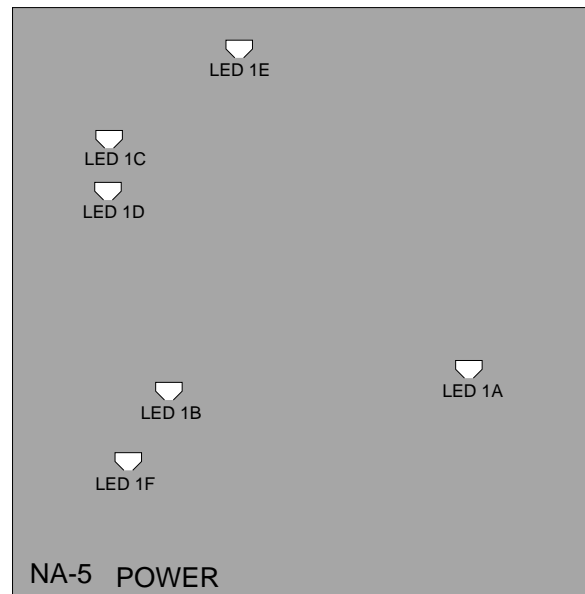 LED 1E
LED 1C
LED 1D
LED 1A
LED 1B
LED 1F
NA-5 POWER